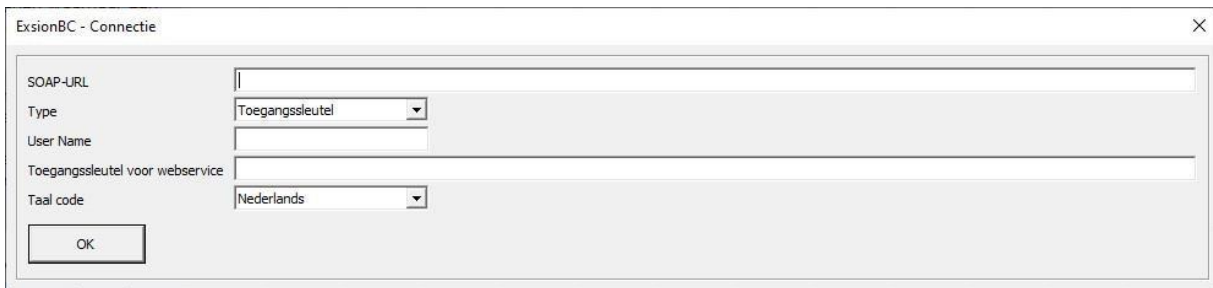 ExsionBC - Connectie
SOAP-URL
Type Toegangssleutel
User Name
Toegangssleutel voor webservice
Taal code Nederlands
OK